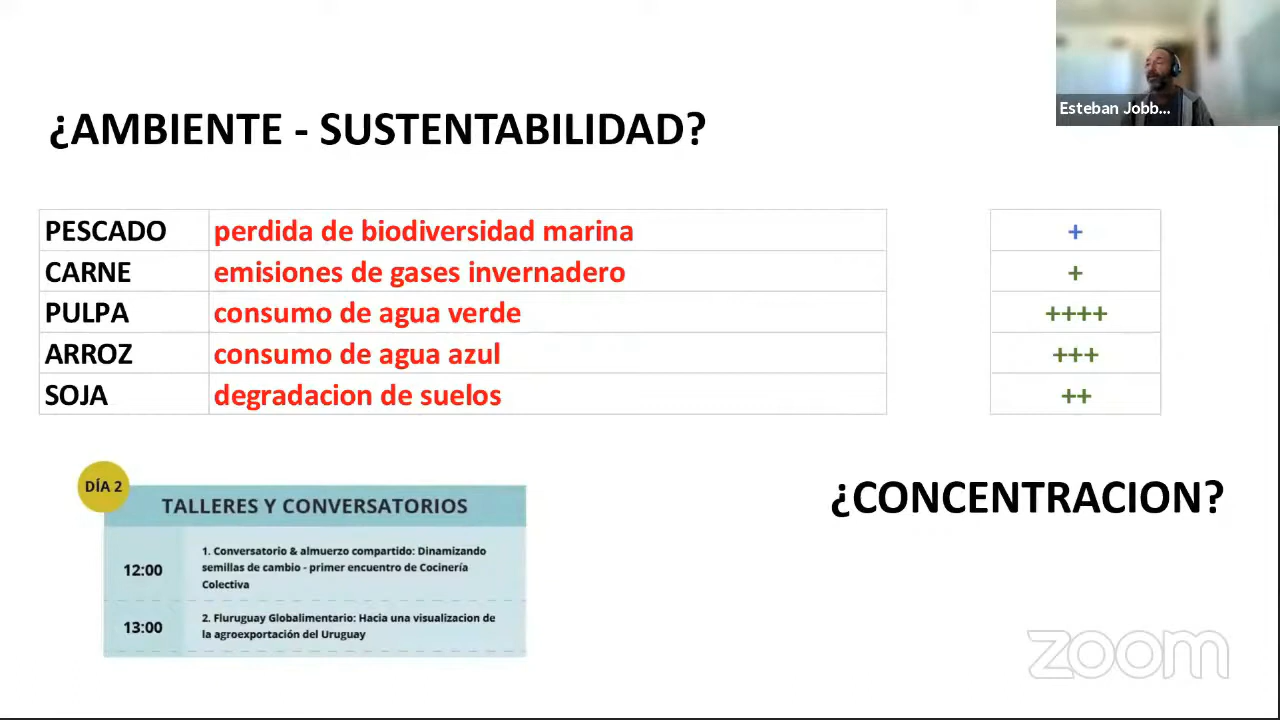 Esteban Jobb...
¿AMBIENTE - SUSTENTABILIDAD?
PESCADO perdida de biodiversidad marina +
CARNE emisiones de gases invernadero +
PULPA consumo de agua verde ++++
ARROZ consumo de agua azul +++
SOJA degradacion de suelos ++
¿CONCENTRACION?
DÍA 2
TALLERES Y CONVERSATORIOS
12:00
1. Conversatorio & almuerzo compartido: Dinamizando
semillas de cambio - primer encuentro de Cocinería
Colectiva
13:00
2. Fluruguay Globalimentario: Hacia una visualizacion de
la agroexportación del Uruguay
zoom